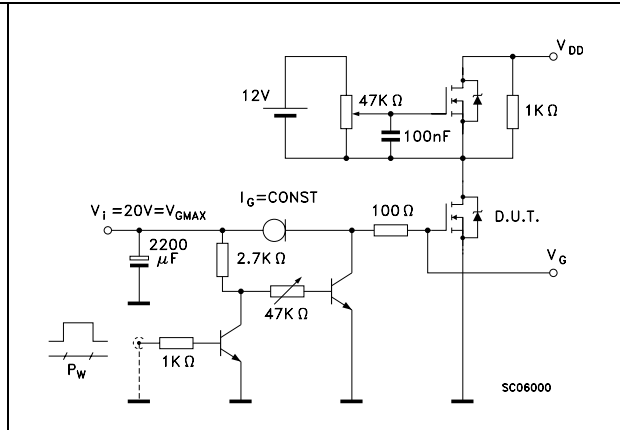 V DD
12V
47K Ω
1K Ω
100nF
I G =CONST
V i =20V=V GMAX
100 Ω
D.U.T.
2200
μF
2.7K Ω
V G
47K Ω
1K Ω
P W
SC06000